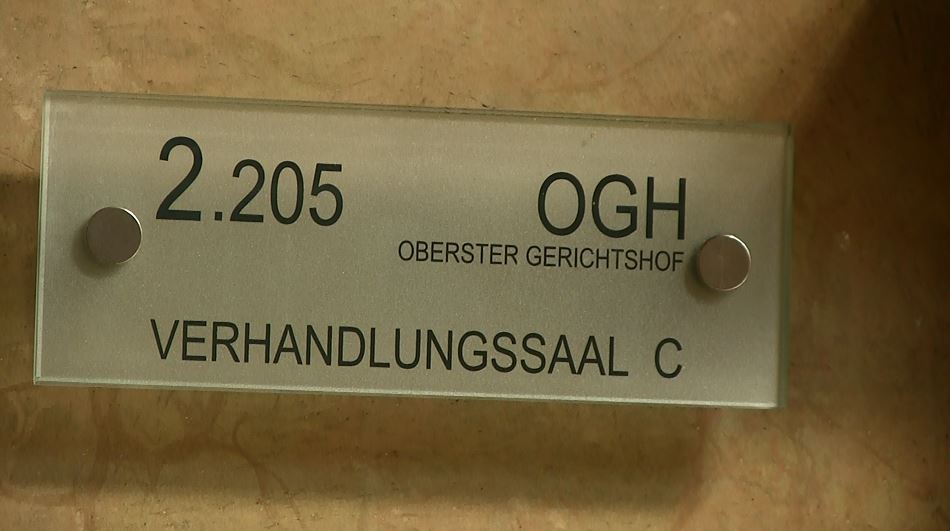 2.205 OGH
OBERSTER GERICHTSHOF
VERHANDLUNGSSAAL C